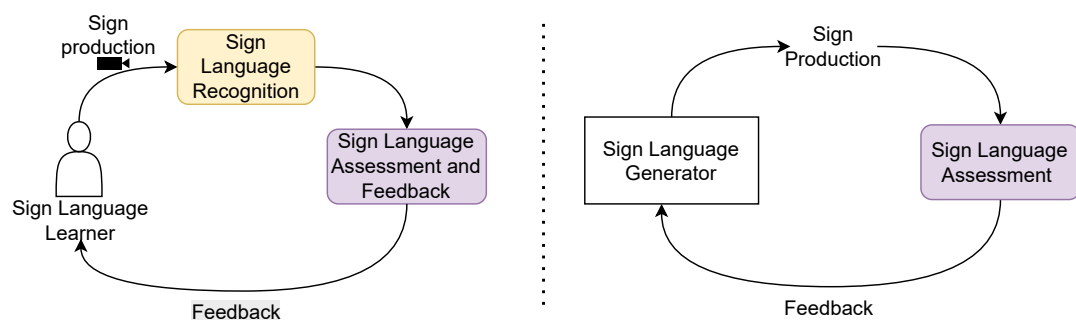 Sign
production
Sign
Language
Recognition
Sign Language
Assessment and
Feedback
Sign Language
Learner
Feedback
Sign
Production
Sign Language
Generator
Sign Language
Assessment
Feedback